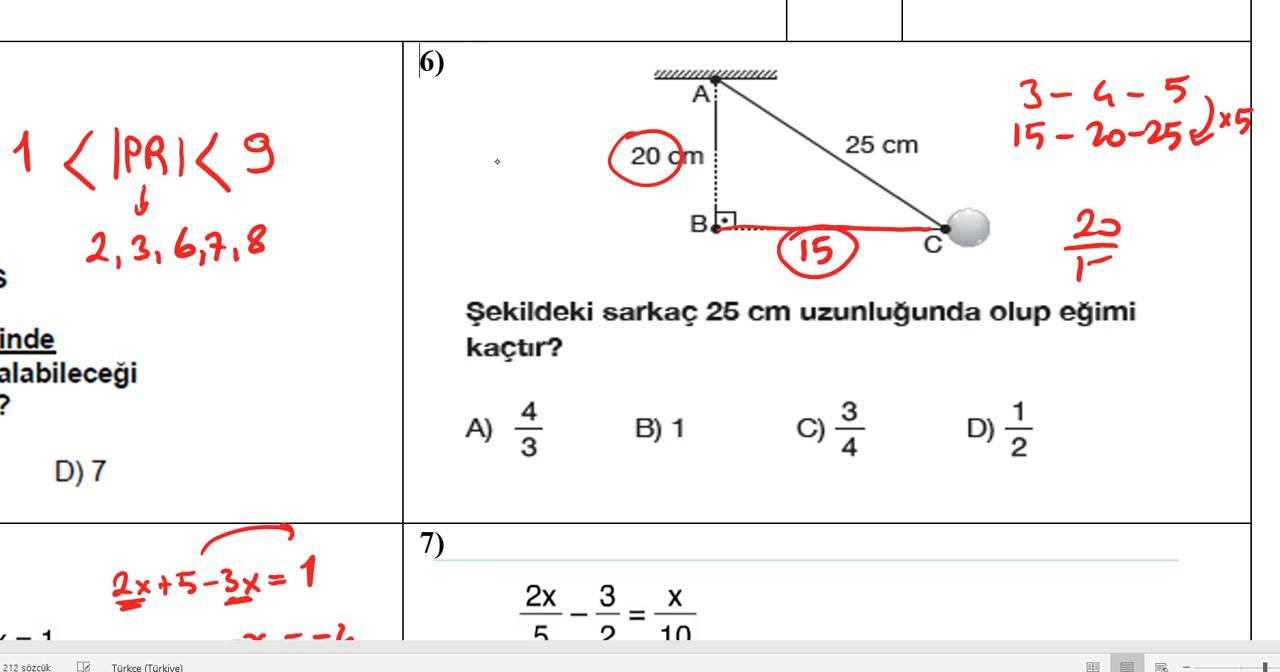 1 < |PR| < 9
2, 3, 6, 7, 8
inde
alabileceği
?
D) 7
2x + 5 - 3x = 1
6)
A
20 cm
25 cm
B
15
C
3 - 4 - 5
15 - 20 - 25
x5
20
15
Şekildeki sarkaç 25 cm uzunluğunda olup eğimi
kaçtır?
A) 4/3 B) 1 C) 3/4 D) 1/2
7)
2x/5 - 3/2 = x/10
212 sözcük Türkçe (Türkiye)